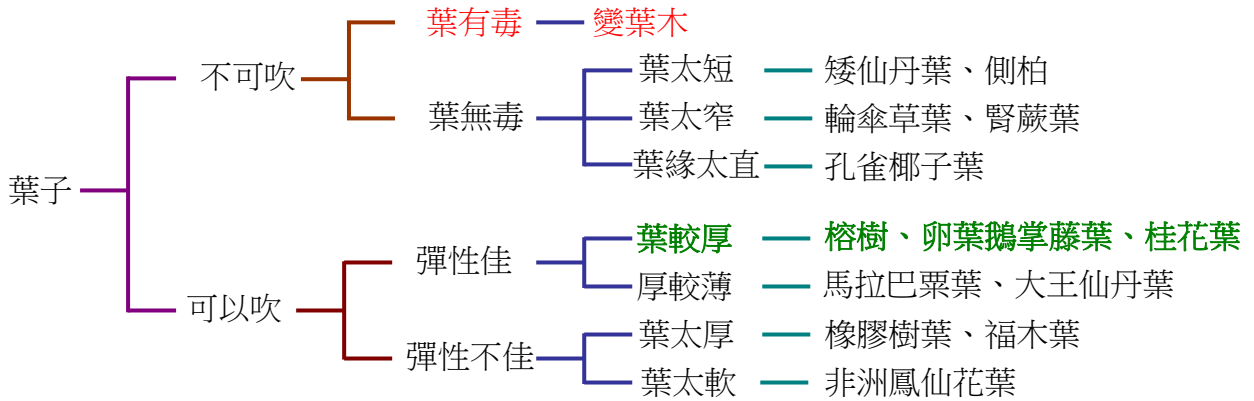 葉有毒 變葉木
不可吹
葉太短 矮仙丹葉、側柏
葉無毒 葉太窄 輪傘草葉、腎蕨葉
葉緣太直 孔雀椰子葉
葉子
葉較厚 榕樹、卵葉鵝掌藤葉、桂花葉
彈性佳
厚較薄 馬拉巴粟葉、大王仙丹葉
可以吹
葉太厚 橡膠樹葉、福木葉
彈性不佳
葉太軟 非洲鳳仙花葉